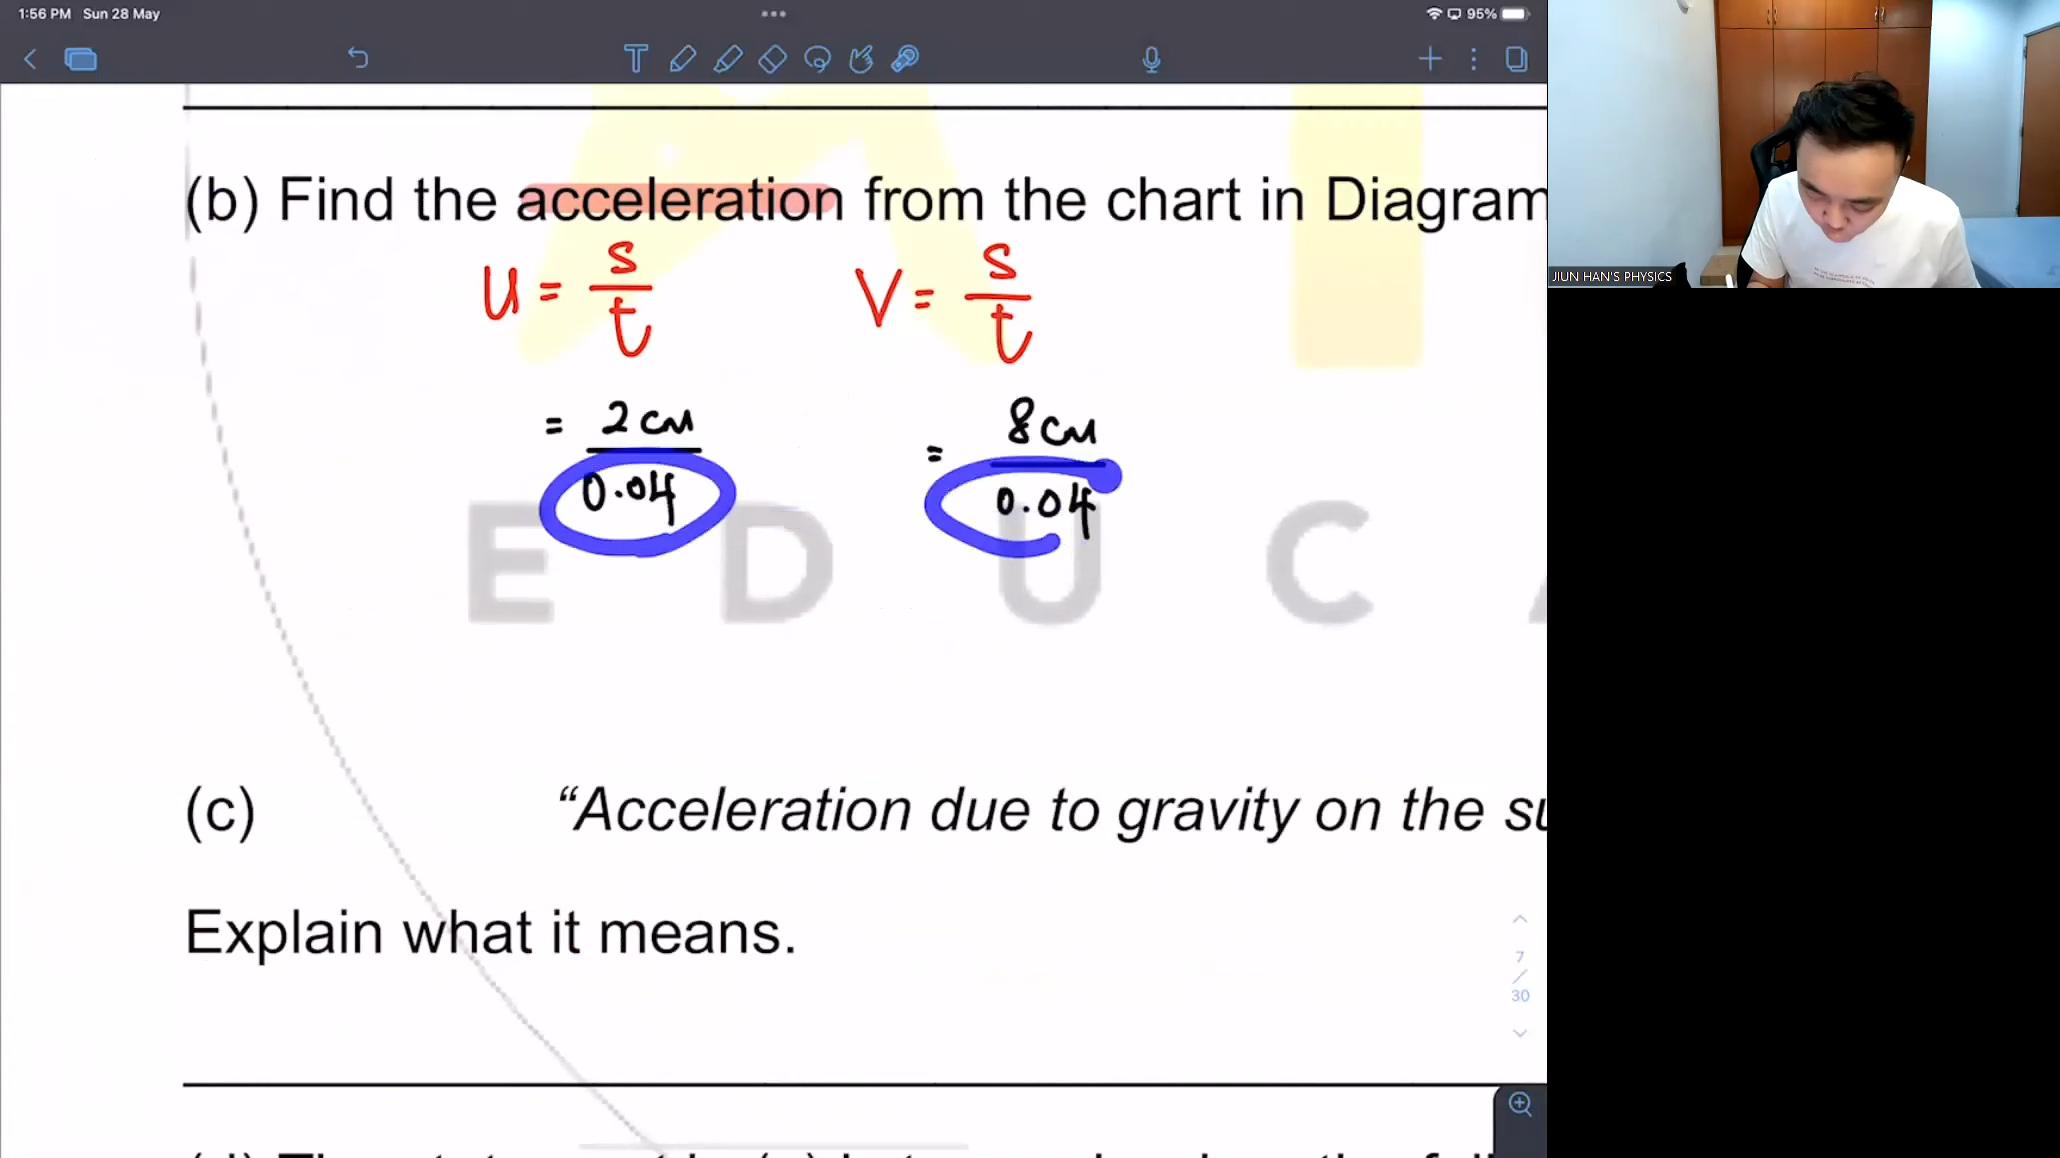 1:56 PM Sun 28 May
95%
(b) Find the acceleration from the chart in Diagram
u = s/t
v = s/t
= 2 cm / 0.04
= 8 cm / 0.04
E D U C
(c) “Acceleration due to gravity on the su
Explain what it means.
7
/
30
JIUN HAN'S PHYSICS